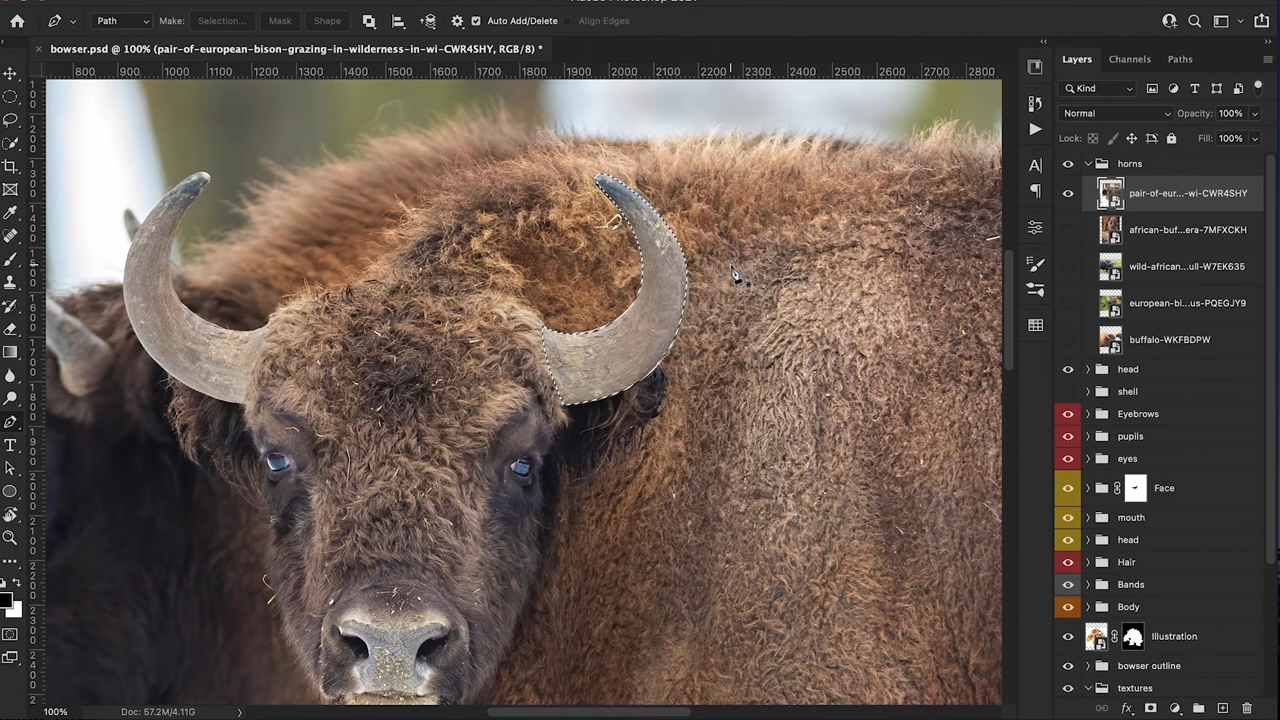 Path
Make:
Selection...
Mask
Shape
Auto Add/Delete
Align Edges
× bowser.psd @ 100% (pair-of-european-bison-grazing-in-wilderness-in-wi-CWR4SHY, RGB/8) *
800 900 1000 1100 1200 1300 1400 1500 1600 1700 1800 1900 2000 2100 2200 2300 2400 2500 2600 2700 2800
Layers Channels Paths
Kind
Normal Opacity: 100%
Lock: Fill: 100%
horns
pair-of-eur...-wi-CWR4SHY
african-buf...era-7MFXCKH
wild-african...ull-W7EK635
european-bi...us-PQEGJY9
buffalo-WKFBDPW
head
shell
Eyebrows
pupils
eyes
Face
mouth
head
Hair
Bands
Body
Illustration
bowser outline
textures
100% Doc: 57.2M/4.11G